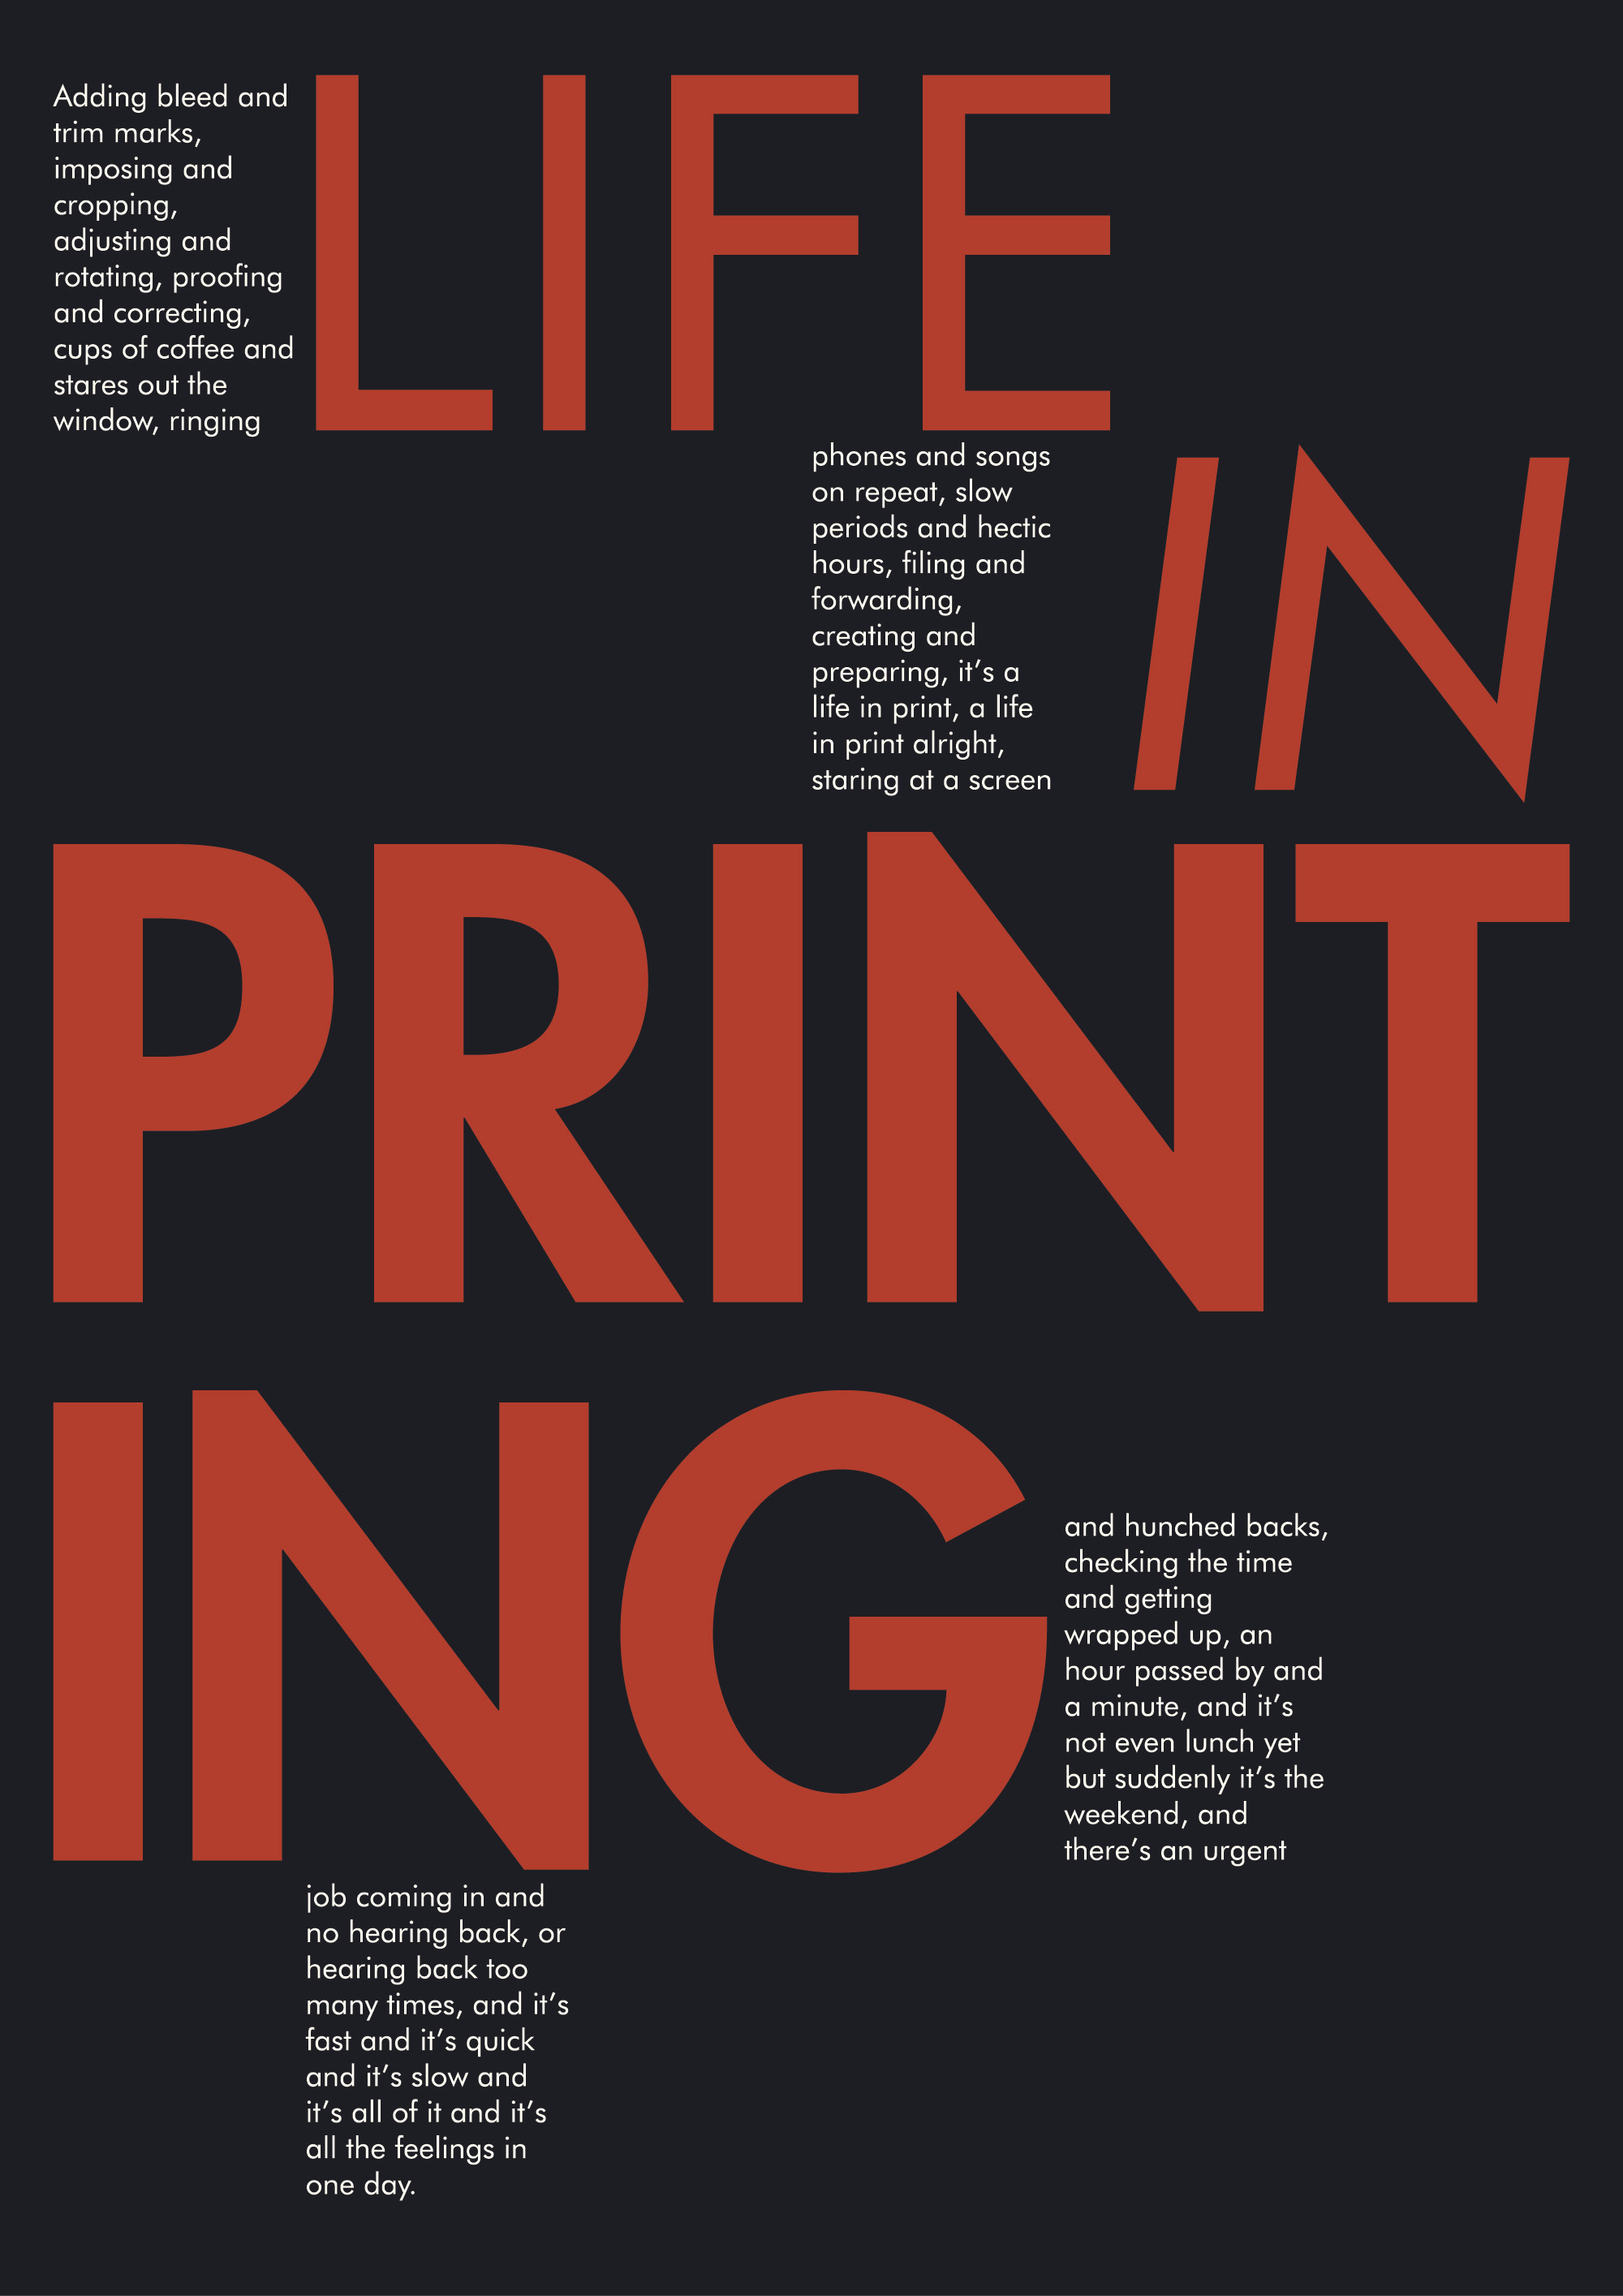 LIFE
Adding bleed and
trim marks,
imposing and
cropping,
adjusting and
rotating, proofing
and correcting,
cups of coffee and
stares out the
window, ringing
IN
phones and songs
on repeat, slow
periods and hectic
hours, filing and
forwarding,
creating and
preparing, it’s a
life in print, a life
in print alright,
staring at a screen
PRINT
ING
and hunched backs,
checking the time
and getting
wrapped up, an
hour passed by and
a minute, and it’s
not even lunch yet
but suddenly it’s the
weekend, and
there’s an urgent
job coming in and
no hearing back, or
hearing back too
many times, and it’s
fast and it’s quick
and it’s slow and
it’s all of it and it’s
all the feelings in
one day.